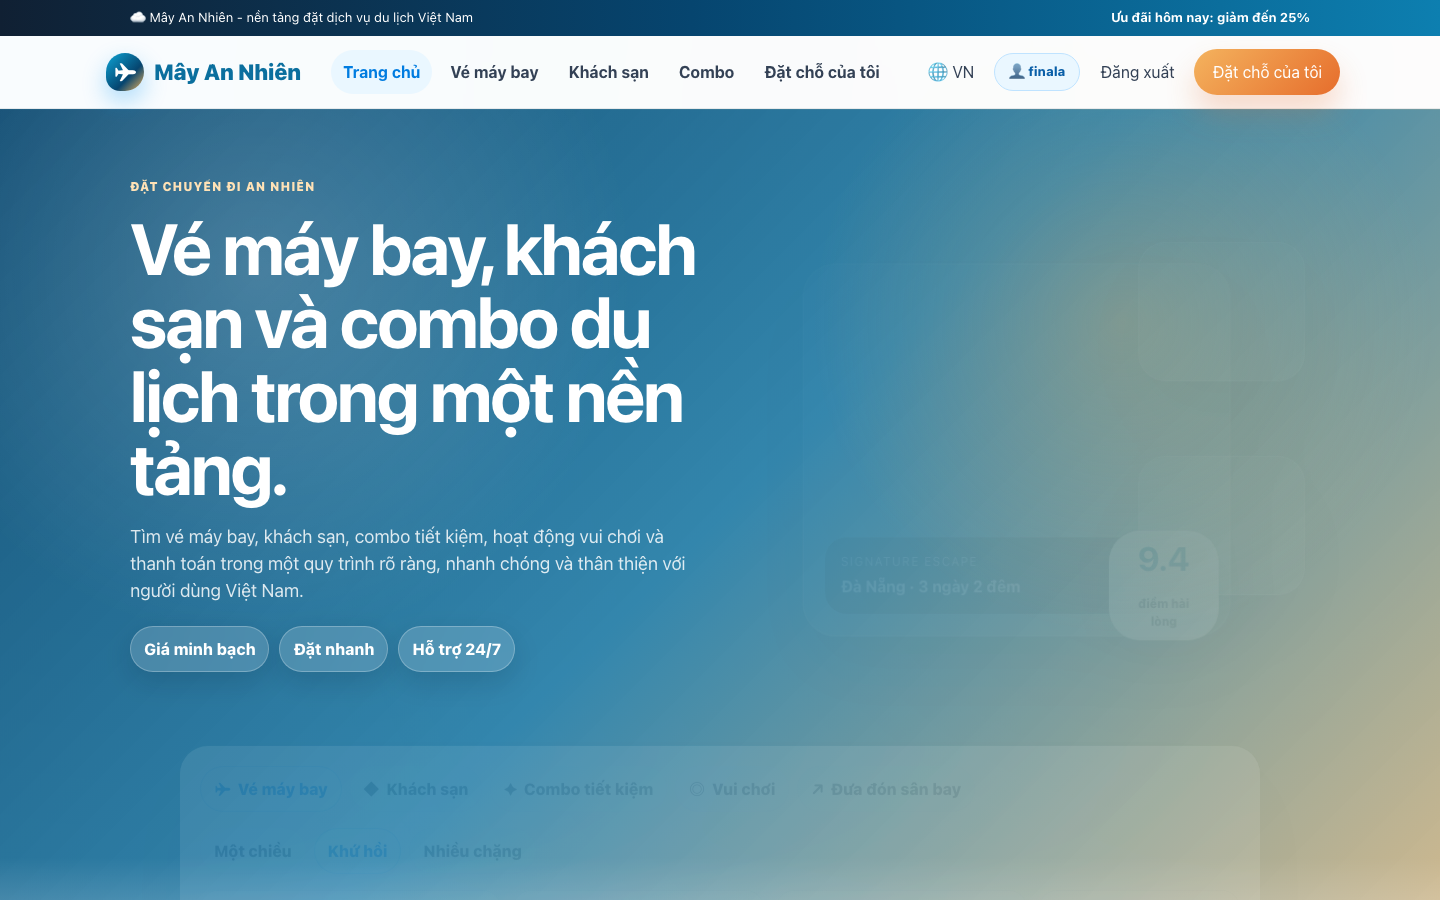 Mây An Nhiên - nền tảng đặt dịch vụ du lịch Việt Nam
Ưu đãi hôm nay: giảm đến 25%
Mây An Nhiên
Trang chủ
Vé máy bay
Khách sạn
Combo
Đặt chỗ của tôi
VN
finala
Đăng xuất
Đặt chỗ của tôi
ĐẶT CHUYẾN ĐI AN NHIÊN
Vé máy bay, khách
sạn và combo du
lịch trong một nền
tảng.
Tìm vé máy bay, khách sạn, combo tiết kiệm, hoạt động vui chơi và
thanh toán trong một quy trình rõ ràng, nhanh chóng và thân thiện với
người dùng Việt Nam.
Giá minh bạch
Đặt nhanh
Hỗ trợ 24/7
SIGNATURE ESCAPE
Đà Nẵng · 3 ngày 2 đêm
9.4
điểm hài
lòng
Vé máy bay
Khách sạn
Combo tiết kiệm
Vui chơi
Đưa đón sân bay
Một chiều
Khứ hồi
Nhiều chặng